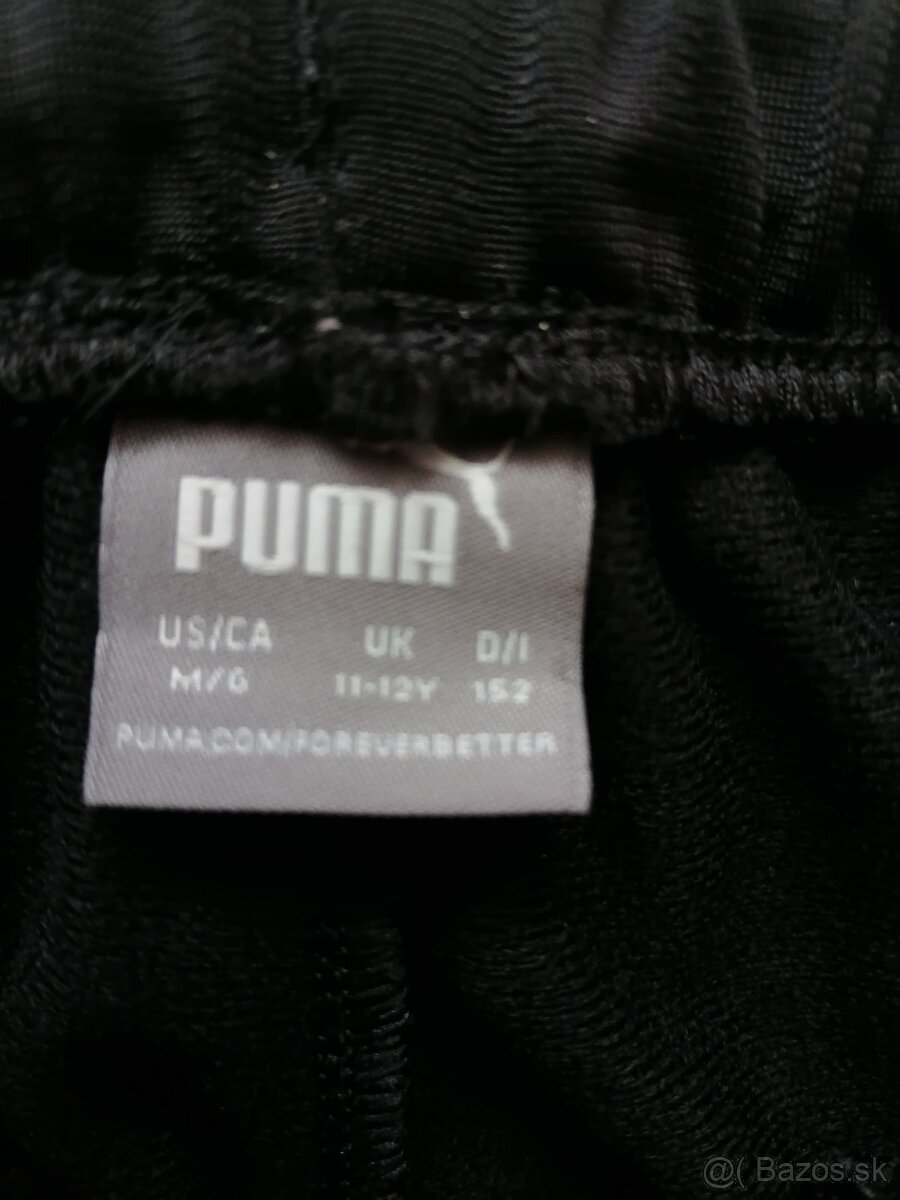 PUMA
US/CA UK D/I
M/G 11-12Y 152
PUMA.COM/FOREVERBETTER
@( Bazos.sk